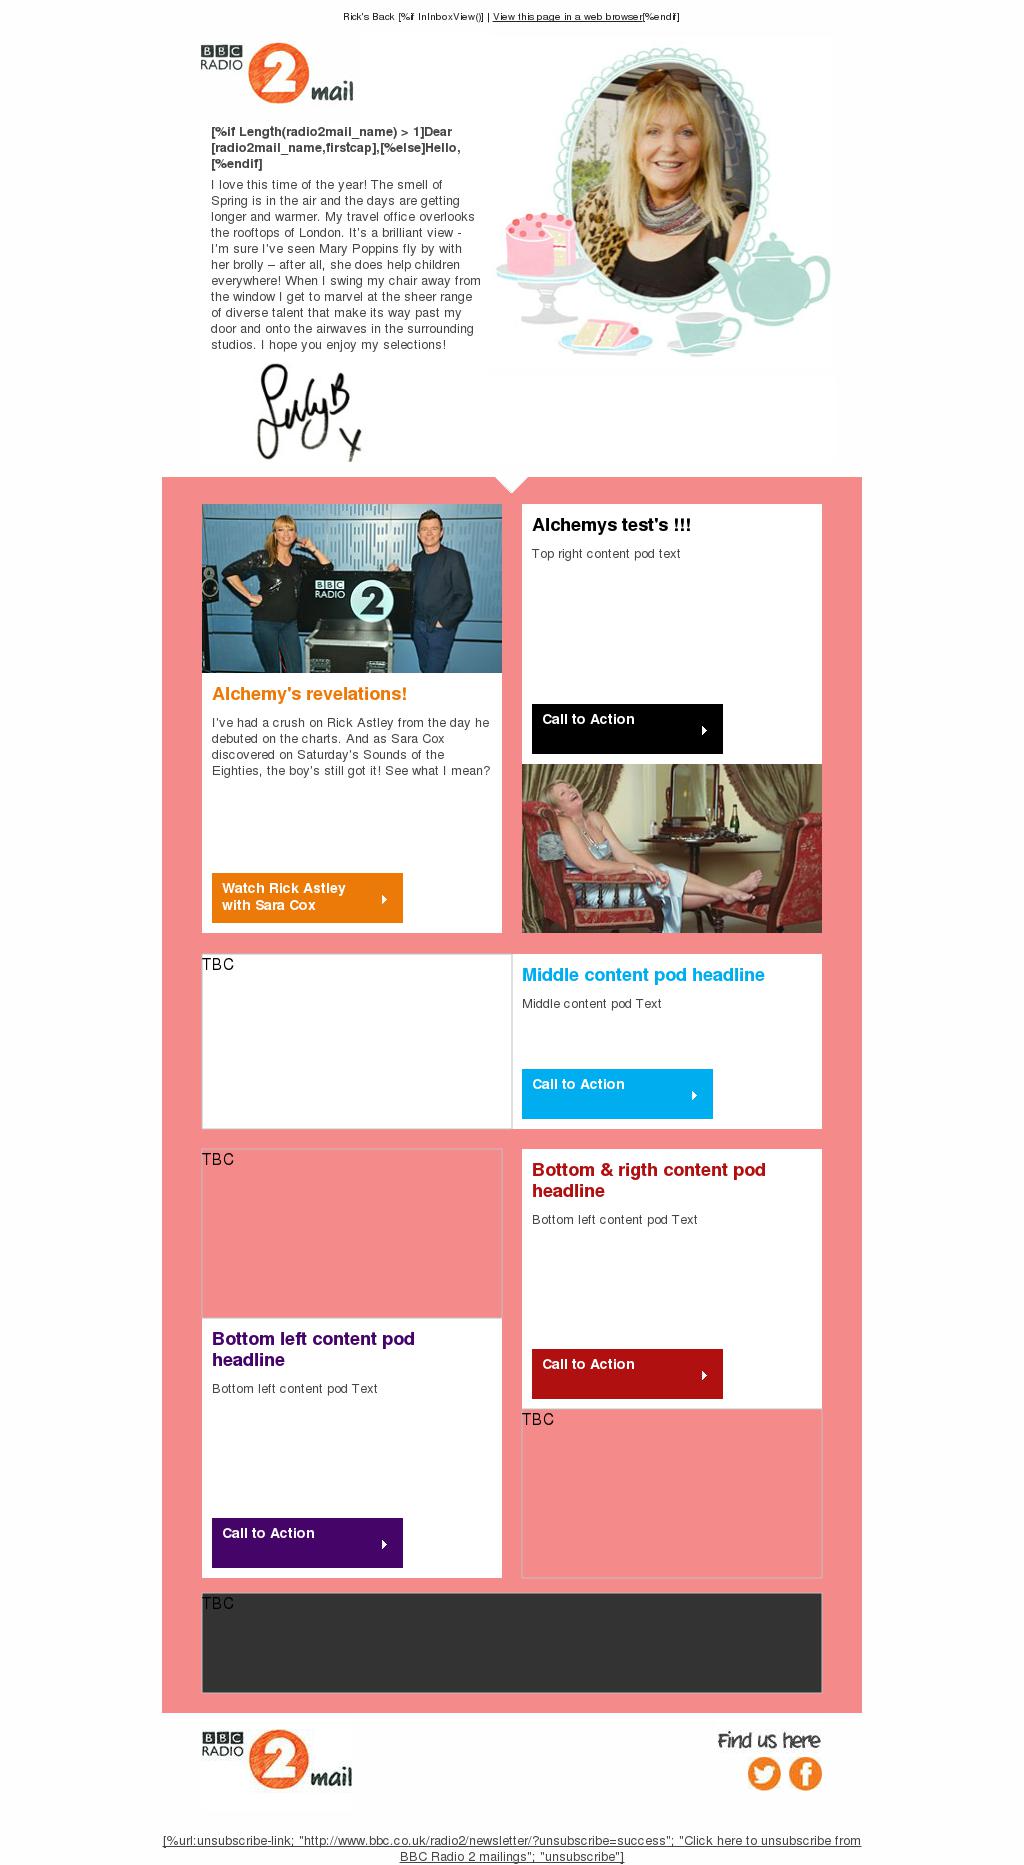 Rick's Back [%if InInboxView()] | View this page in a web browser[%endif]
BBC
RADIO
2
mail
[%if Length(radio2mail_name) > 1]Dear
[radio2mail_name,firstcap],[%else]Hello,
[%endif]
I love this time of the year! The smell of
Spring is in the air and the days are getting
longer and warmer. My travel office overlooks
the rooftops of London. It's a brilliant view -
I'm sure I've seen Mary Poppins fly by with
her brolly – after all, she does help children
everywhere! When I swing my chair away from
the window I get to marvel at the sheer range
of diverse talent that make its way past my
door and onto the airwaves in the surrounding
studios. I hope you enjoy my selections!
BBC
RADIO
2
Alchemy's revelations!
I've had a crush on Rick Astley from the day he
debuted on the charts. And as Sara Cox
discovered on Saturday's Sounds of the
Eighties, the boy's still got it! See what I mean?
Watch Rick Astley
with Sara Cox
Alchemys test's !!!
Top right content pod text
Call to Action
TBC
Middle content pod headline
Middle content pod Text
Call to Action
TBC
Bottom left content pod
headline
Bottom left content pod Text
Call to Action
Bottom & rigth content pod
headline
Bottom left content pod Text
Call to Action
TBC
TBC
BBC
RADIO
2
mail
Find us here
[%url:unsubscribe-link; "http://www.bbc.co.uk/radio2/newsletter/?unsubscribe=success"; "Click here to unsubscribe from
BBC Radio 2 mailings"; "unsubscribe"]